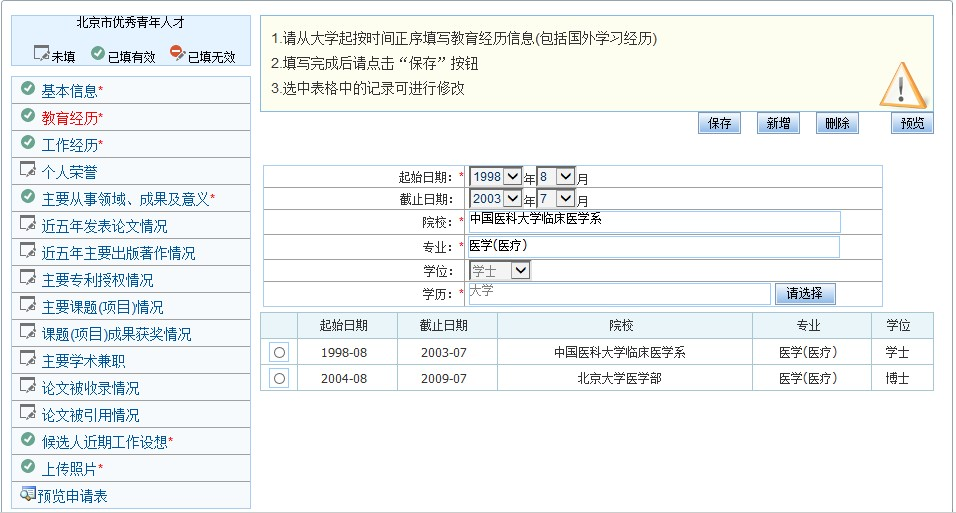 北京市优秀青年人才
未填 已填有效 已填无效
基本信息*
教育经历*
工作经历*
个人荣誉
主要从事领域、成果及意义*
近五年发表论文情况
近五年主要出版著作情况
主要专利授权情况
主要课题(项目)情况
课题(项目)成果获奖情况
主要学术兼职
论文被收录情况
论文被引用情况
候选人近期工作设想*
上传照片*
预览申请表
1.请从大学起按时间正序填写教育经历信息(包括国外学习经历)
2.填写完成后请点击“保存”按钮
3.选中表格中的记录可进行修改
保存 新增 删除 预览
起始日期：* 1998 年 8 月
截止日期：* 2003 年 7 月
院校：* 中国医科大学临床医学系
专业：* 医学(医疗)
学位： 学士
学历：* 大学 请选择
起始日期 截止日期 院校 专业 学位
1998-08 2003-07 中国医科大学临床医学系 医学(医疗) 学士
2004-08 2009-07 北京大学医学部 医学(医疗) 博士